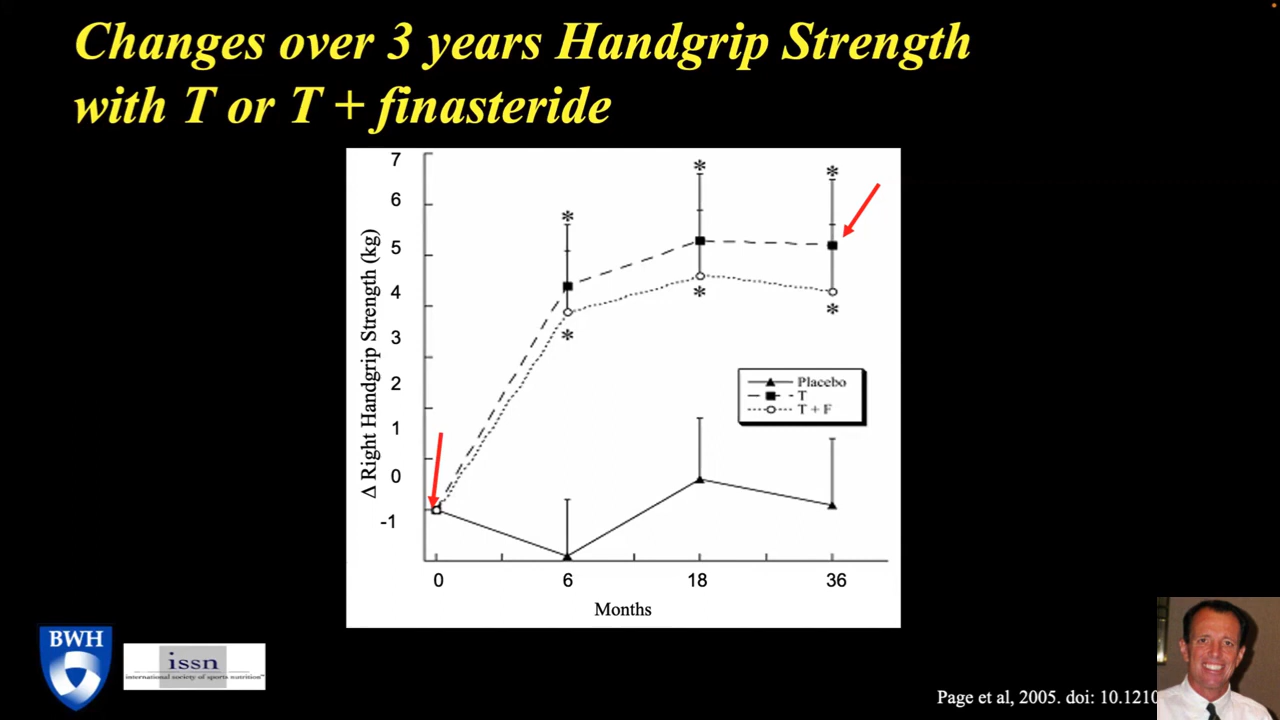 Changes over 3 years Handgrip Strength
with T or T + finasteride
7
6
5
4
3
2
1
0
-1
Δ Right Handgrip Strength (kg)
*
*
*
*
*
*
Placebo
T
T + F
0
6
18
36
Months
BWH
issn
international society of sports nutrition™
Page et al, 2005. doi: 10.1210